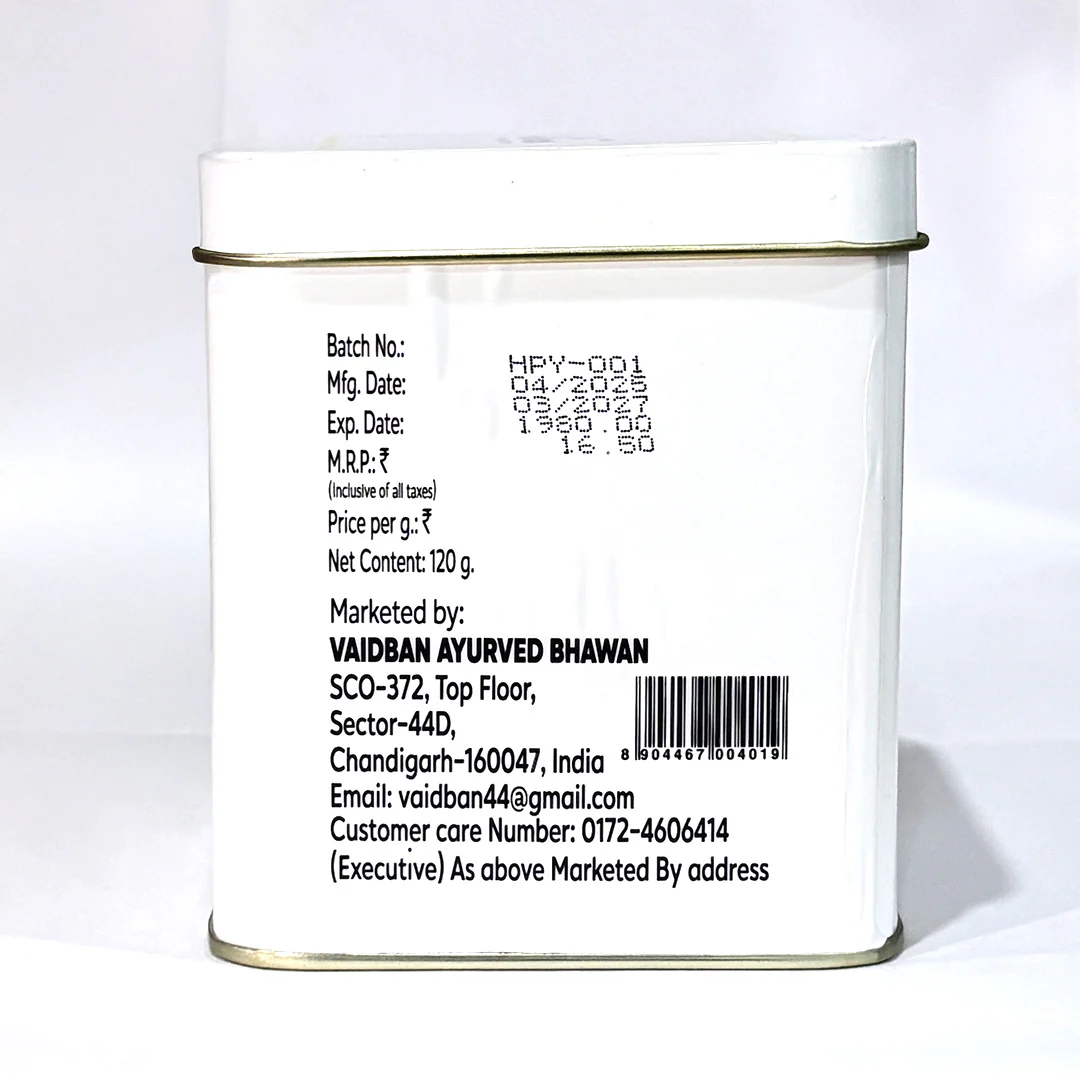 Batch No.:
Mfg. Date:
Exp. Date:
M.R.P.: ₹
(Inclusive of all taxes)
Price per g.: ₹
Net Content: 120 g.
HPY-001
04/2025
03/2027
1980.00
16.50
Marketed by:
VAIDBAN AYURVED BHAWAN
SCO-372, Top Floor,
Sector-44D,
Chandigarh-160047, India
Email: vaidban44@gmail.com
Customer care Number: 0172-4606414
(Executive) As above Marketed By address
8 904467 004019